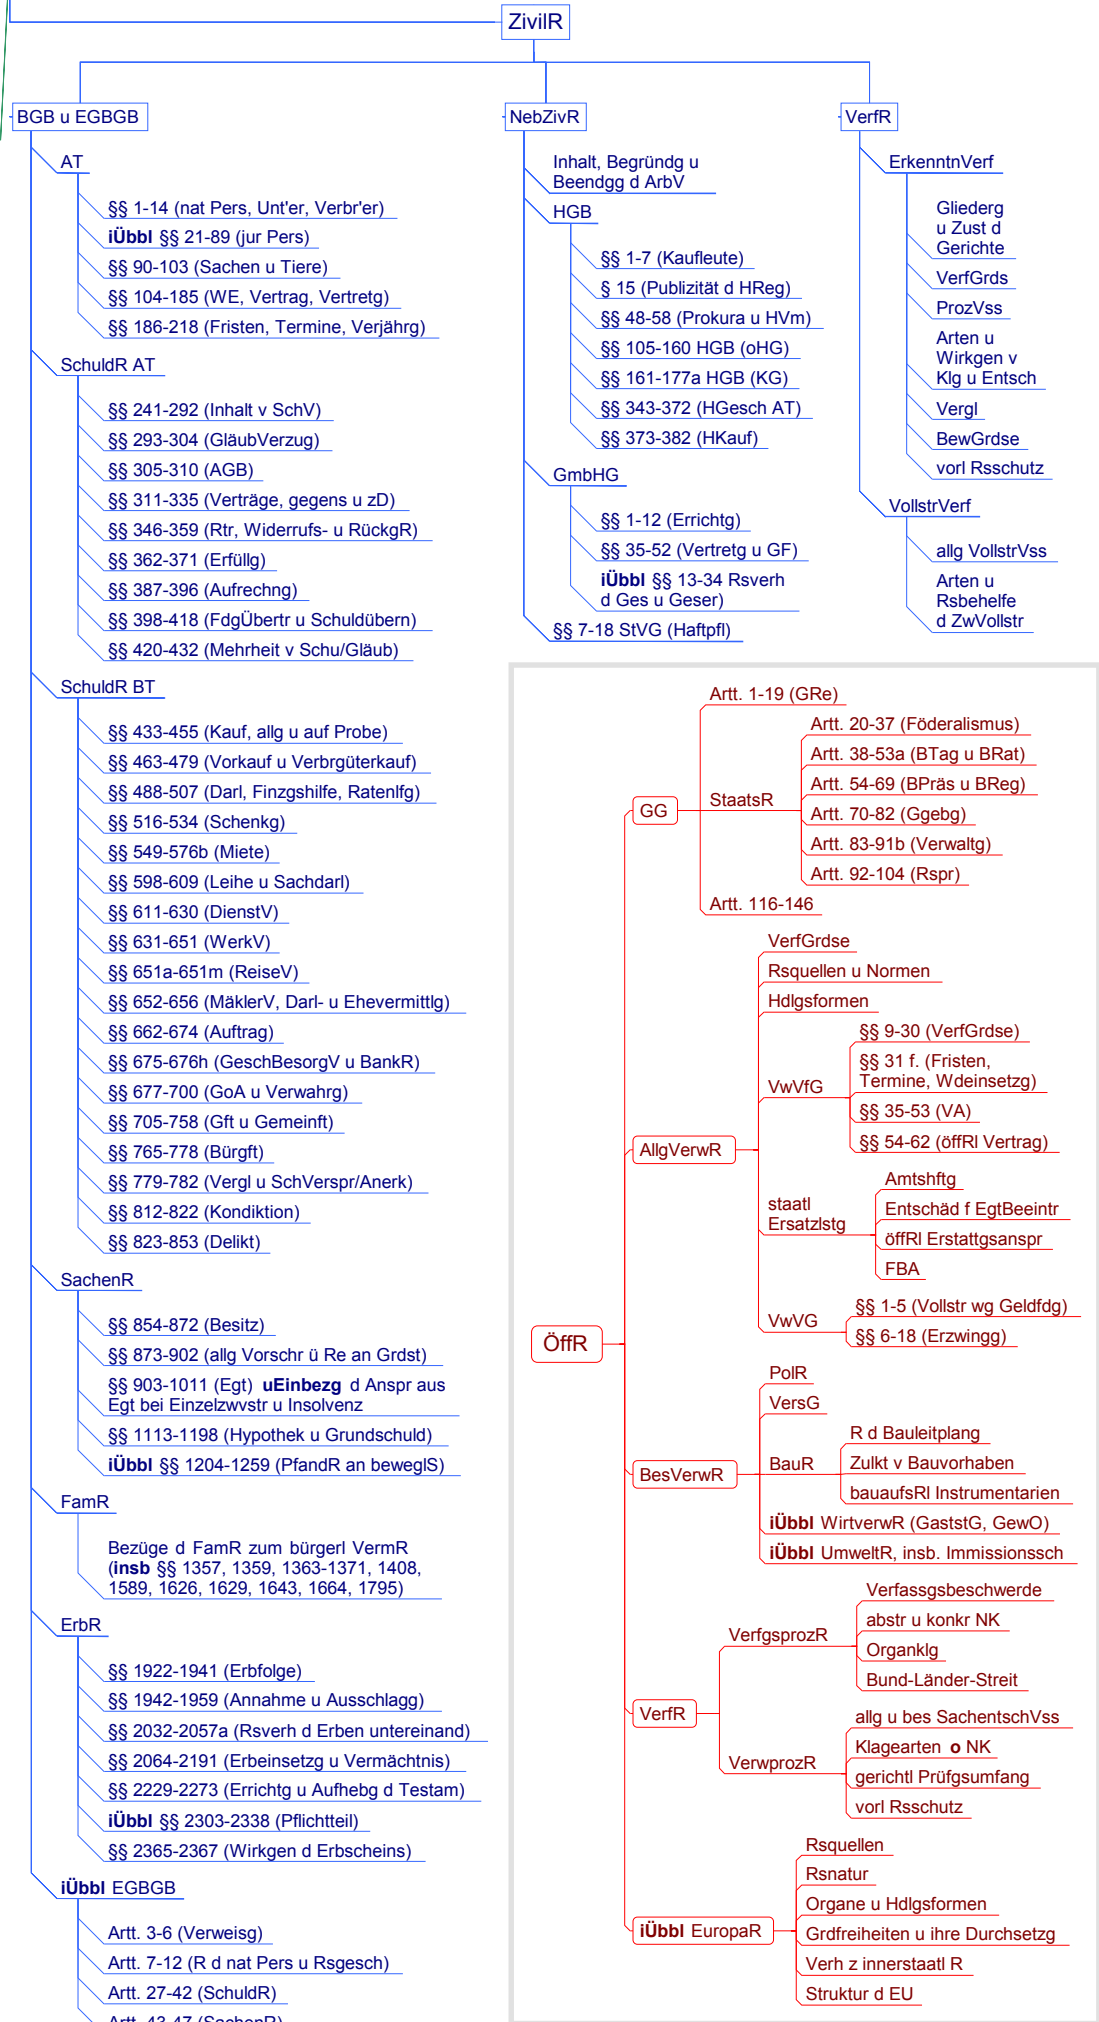 ZivilR
BGB u EGBGB
AT
§§ 1-14 (nat Pers, Unt'er, Verbr'er)
iÜbbl §§ 21-89 (jur Pers)
§§ 90-103 (Sachen u Tiere)
§§ 104-185 (WE, Vertrag, Vertretg)
§§ 186-218 (Fristen, Termine, Verjährg)
SchuldR AT
§§ 241-292 (Inhalt v SchV)
§§ 293-304 (GläubVerzug)
§§ 305-310 (AGB)
§§ 311-335 (Verträge, gegens u zD)
§§ 346-359 (Rtr, Widerrufs- u RückgR)
§§ 362-371 (Erfüllg)
§§ 387-396 (Aufrechng)
§§ 398-418 (FdgÜbertr u Schuldübern)
§§ 420-432 (Mehrheit v Schu/Gläub)
SchuldR BT
§§ 433-455 (Kauf, allg u auf Probe)
§§ 463-479 (Vorkauf u Verbrgüterkauf)
§§ 488-507 (Darl, Finzgshilfe, Ratenlfg)
§§ 516-534 (Schenkg)
§§ 549-576b (Miete)
§§ 598-609 (Leihe u Sachdarl)
§§ 611-630 (DienstV)
§§ 631-651 (WerkV)
§§ 651a-651m (ReiseV)
§§ 652-656 (MäklerV, Darl- u Ehevermittlg)
§§ 662-674 (Auftrag)
§§ 675-676h (GeschBesorgV u BankR)
§§ 677-700 (GoA u Verwahrg)
§§ 705-758 (Gft u Gemeinft)
§§ 765-778 (Bürgft)
§§ 779-782 (Vergl u SchVerspr/Anerk)
§§ 812-822 (Kondiktion)
§§ 823-853 (Delikt)
SachenR
§§ 854-872 (Besitz)
§§ 873-902 (allg Vorschr ü Re an Grdst)
§§ 903-1011 (Egt) uEinbezg d Anspr aus
Egt bei Einzelzwvstr u Insolvenz
§§ 1113-1198 (Hypothek u Grundschuld)
iÜbbl §§ 1204-1259 (PfandR an beweglS)
FamR
Bezüge d FamR zum bürgerl VermR
(insb §§ 1357, 1359, 1363-1371, 1408,
1589, 1626, 1629, 1643, 1664, 1795)
ErbR
§§ 1922-1941 (Erbfolge)
§§ 1942-1959 (Annahme u Ausschlagg)
§§ 2032-2057a (Rsverh d Erben untereinand)
§§ 2064-2191 (Erbeinsetzg u Vermächtnis)
§§ 2229-2273 (Errichtg u Aufhebg d Testam)
iÜbbl §§ 2303-2338 (Pflichtteil)
§§ 2365-2367 (Wirkgen d Erbscheins)
iÜbbl EGBGB
Artt. 3-6 (Verweisg)
Artt. 7-12 (R d nat Pers u Rsgesch)
Artt. 27-42 (SchuldR)
Artt. 43-47 (SachenR)
NebZivR
Inhalt, Begründg u
Beendgg d ArbV
HGB
§§ 1-7 (Kaufleute)
§ 15 (Publizität d HReg)
§§ 48-58 (Prokura u HVm)
§§ 105-160 HGB (oHG)
§§ 161-177a HGB (KG)
§§ 343-372 (HGesch AT)
§§ 373-382 (HKauf)
GmbHG
§§ 1-12 (Errichtg)
§§ 35-52 (Vertretg u GF)
iÜbbl §§ 13-34 Rsverh
d Ges u Geser)
§§ 7-18 StVG (Haftpfl)
VerfR
ErkenntnVerf
Gliederg
u Zust d
Gerichte
VerfGrds
ProzVss
Arten u
Wirkgen v
Klg u Entsch
Vergl
BewGrdse
vorl Rsschutz
VollstrVerf
allg VollstrVss
Arten u
Rsbehelfe
d ZwVollstr
ÖffR
GG
Artt. 1-19 (GRe)
StaatsR
Artt. 20-37 (Föderalismus)
Artt. 38-53a (BTag u BRat)
Artt. 54-69 (BPräs u BReg)
Artt. 70-82 (Ggebg)
Artt. 83-91b (Verwaltg)
Artt. 92-104 (Rspr)
Artt. 116-146
AllgVerwR
VerfGrdse
Rsquellen u Normen
Hdlgsformen
VwVfG
§§ 9-30 (VerfGrdse)
§§ 31 f. (Fristen,
Termine, Wdeinsetzg)
§§ 35-53 (VA)
§§ 54-62 (öffRl Vertrag)
staatl
Ersatzlstg
Amtshftg
Entschäd f EgtBeeintr
öffRl Erstattgsanspr
FBA
VwVG
§§ 1-5 (Vollstr wg Geldfdg)
§§ 6-18 (Erzwingg)
BesVerwR
PolR
VersG
BauR
R d Bauleitplang
Zulkt v Bauvorhaben
bauaufsRl Instrumentarien
iÜbbl WirtverwR (GaststG, GewO)
iÜbbl UmweltR, insb. Immissionssch
VerfR
VerfgsprozR
Verfassgsbeschwerde
abstr u konkr NK
Organklg
Bund-Länder-Streit
VerwprozR
allg u bes SachentschVss
Klagearten o NK
gerichtl Prüfgsumfang
vorl Rsschutz
iÜbbl EuropaR
Rsquellen
Rsnatur
Organe u Hdlgsformen
Grdfreiheiten u ihre Durchsetzg
Verh z innerstaatl R
Struktur d EU